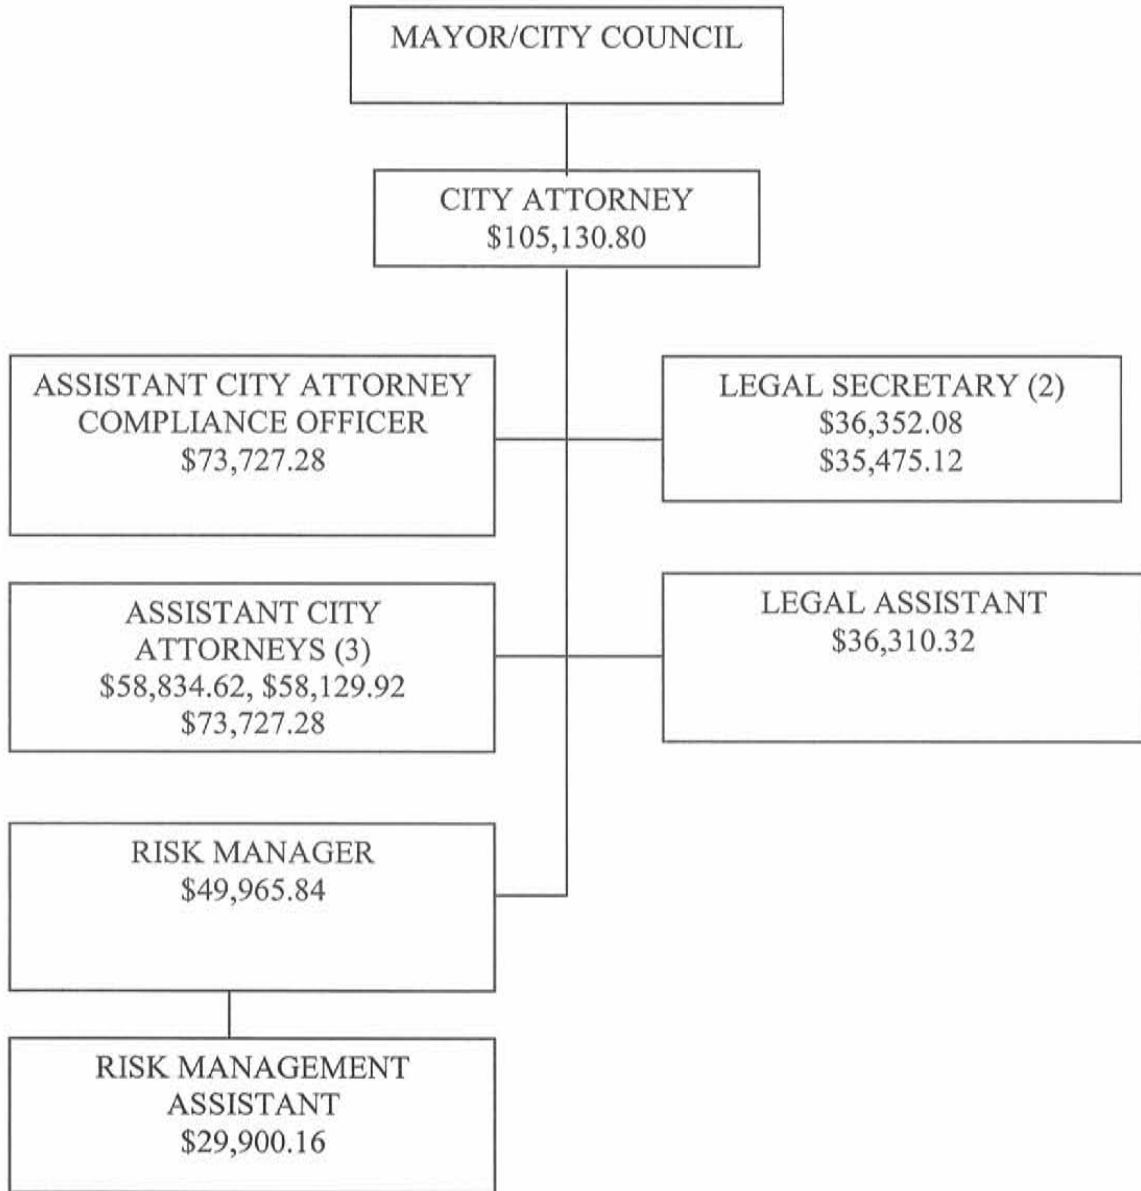 MAYOR/CITY COUNCIL
CITY ATTORNEY
$105,130.80
ASSISTANT CITY ATTORNEY
COMPLIANCE OFFICER
$73,727.28
LEGAL SECRETARY (2)
$36,352.08
$35,475.12
ASSISTANT CITY
ATTORNEYS (3)
$58,834.62, $58,129.92
$73,727.28
LEGAL ASSISTANT
$36,310.32
RISK MANAGER
$49,965.84
RISK MANAGEMENT
ASSISTANT
$29,900.16